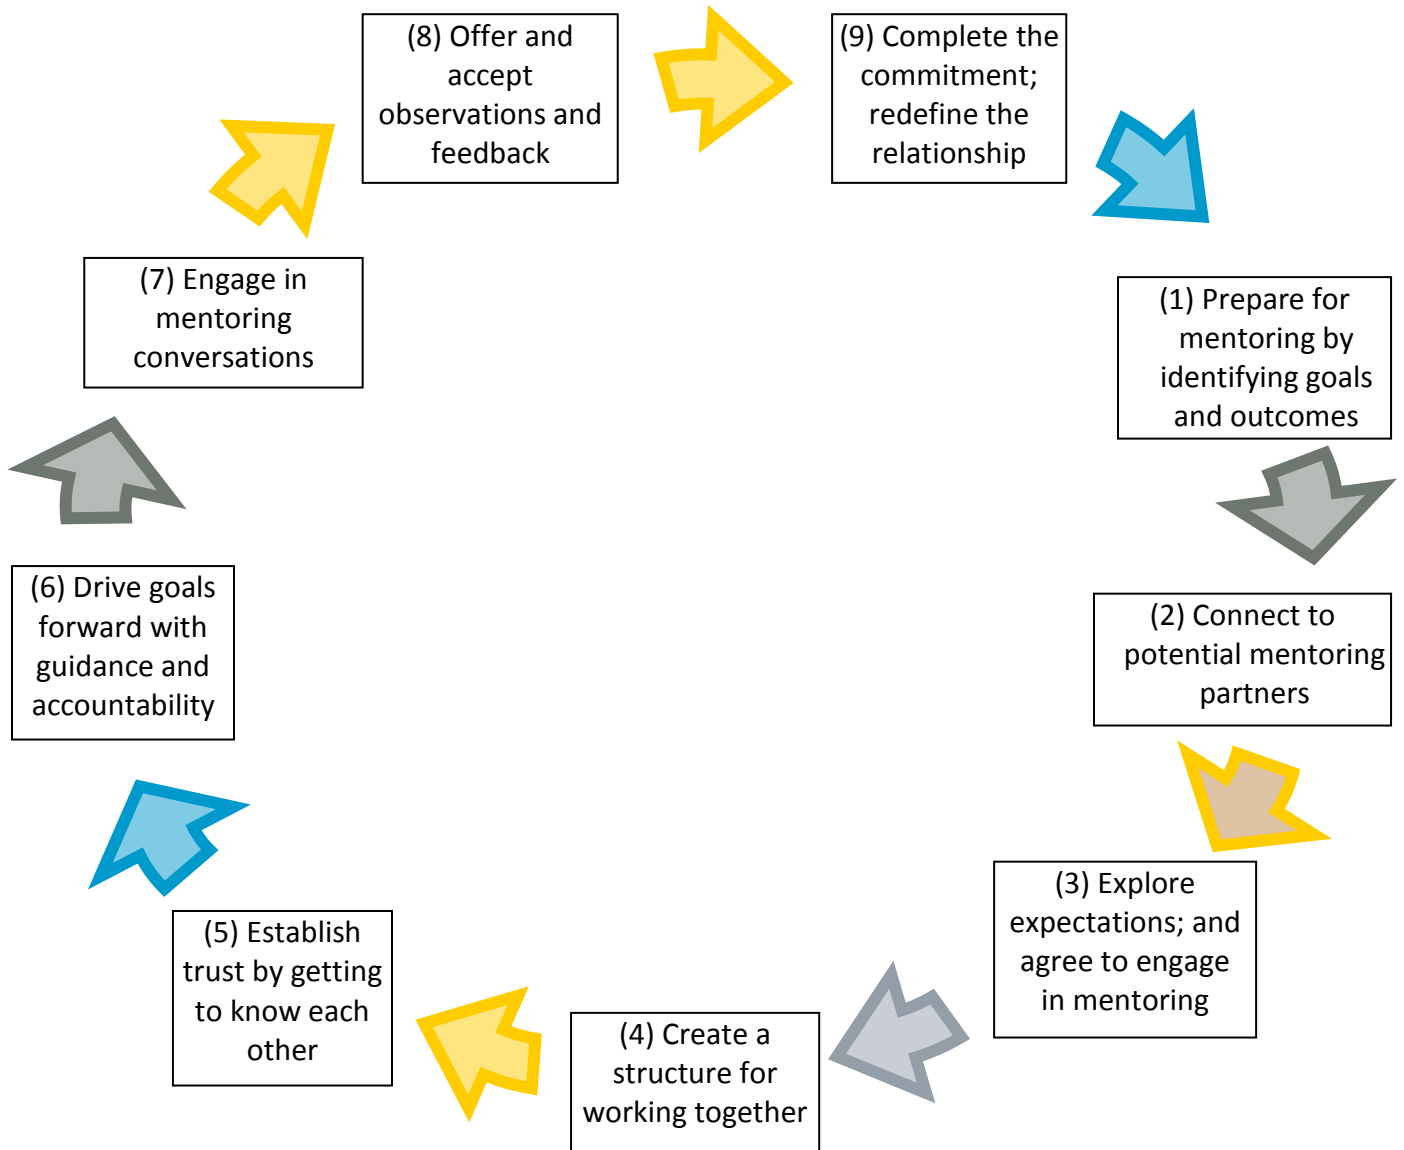 (8) Offer and
accept
observations and
feedback
(9) Complete the
commitment;
redefine the
relationship
(7) Engage in
mentoring
conversations
(1) Prepare for
mentoring by
identifying goals
and outcomes
(6) Drive goals
forward with
guidance and
accountability
(2) Connect to
potential mentoring
partners
(3) Explore
expectations; and
agree to engage
in mentoring
(5) Establish
trust by getting
to know each
other
(4) Create a
structure for
working together